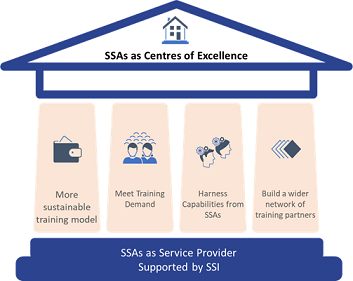 SSAs as Centres of Excellence
More
sustainable
training model
Meet Training
Demand
Harness
Capabilities from
SSAs
Build a wider
network of
training partners
SSAs as Service Provider
Supported by SSI